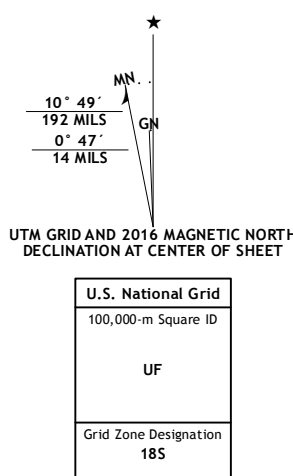 MN
10° 49´
192 MILS
GN
0° 47´
14 MILS
UTM GRID AND 2016 MAGNETIC NORTH
DECLINATION AT CENTER OF SHEET
U.S. National Grid
100,000-m Square ID
UF
Grid Zone Designation
18S